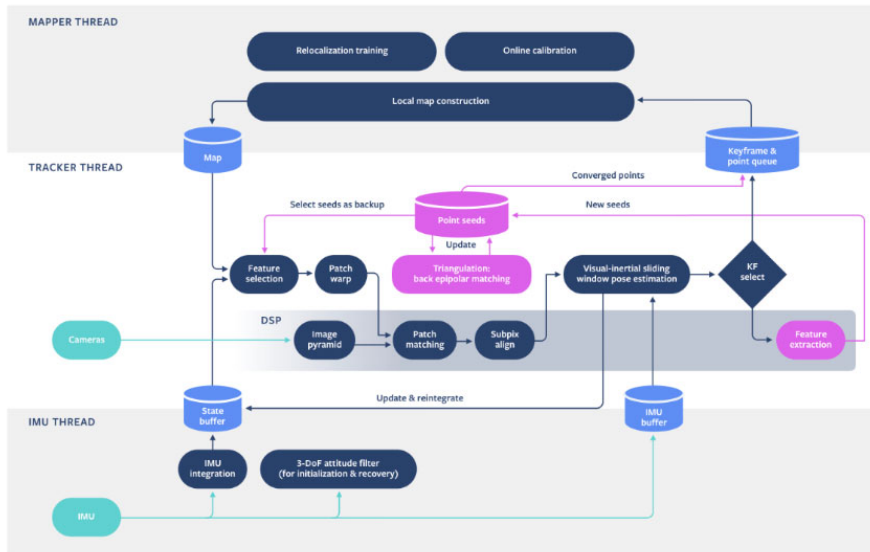 MAPPER THREAD
Relocalization training
Online calibration
Local map construction
Map
Keyframe &
point queue
TRACKER THREAD
Converged points
Select seeds as backup
Point seeds
New seeds
Update
Feature
selection
Patch
warp
Triangulation:
back epipolar matching
Visual-inertial sliding
window pose estimation
KF
select
DSP
Cameras
Image
pyramid
Patch
matching
Subpix
align
Feature
extraction
Update & reintegrate
State
buffer
IMU
buffer
IMU THREAD
IMU
integration
3-DoF attitude filter
(for initialization & recovery)
IMU